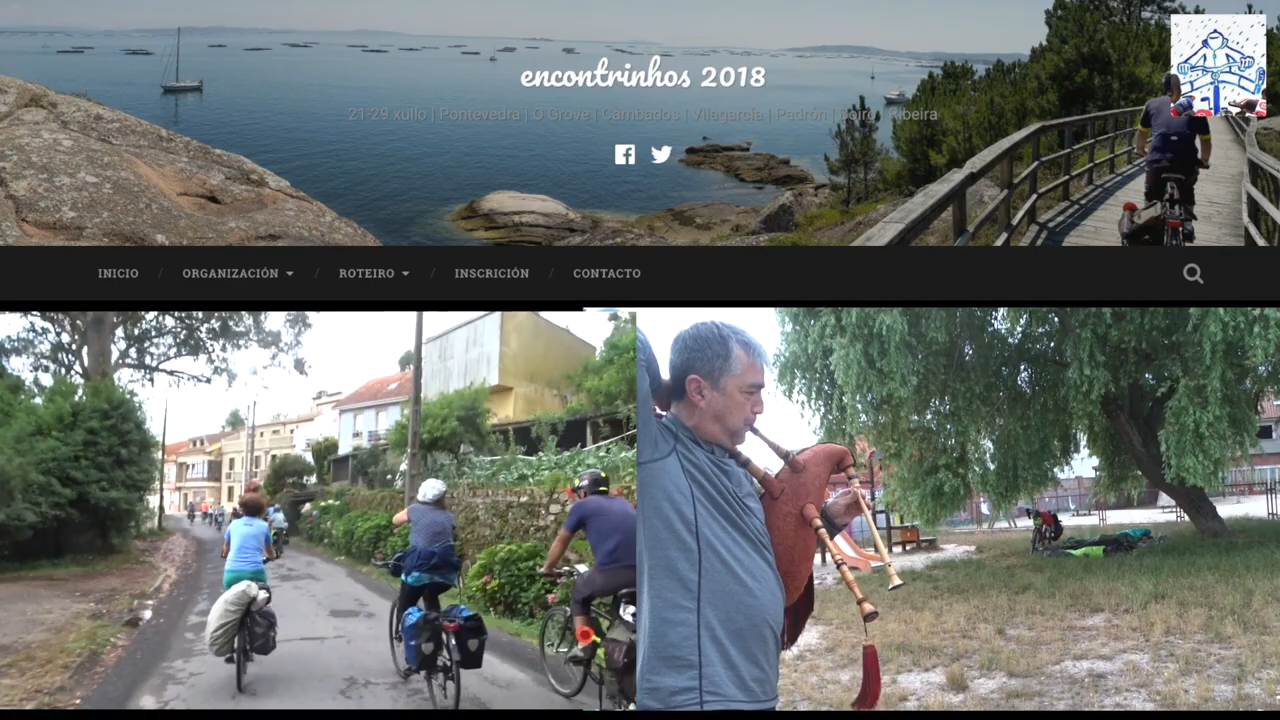 encontrinhos 2018
21-29 xullo | Pontevedra | O Grove | Cambados | Vilagarcía | Padrón | Boiro | Ribeira
INICIO / ORGANIZACIÓN / ROTEIRO / INSCRICIÓN / CONTACTO